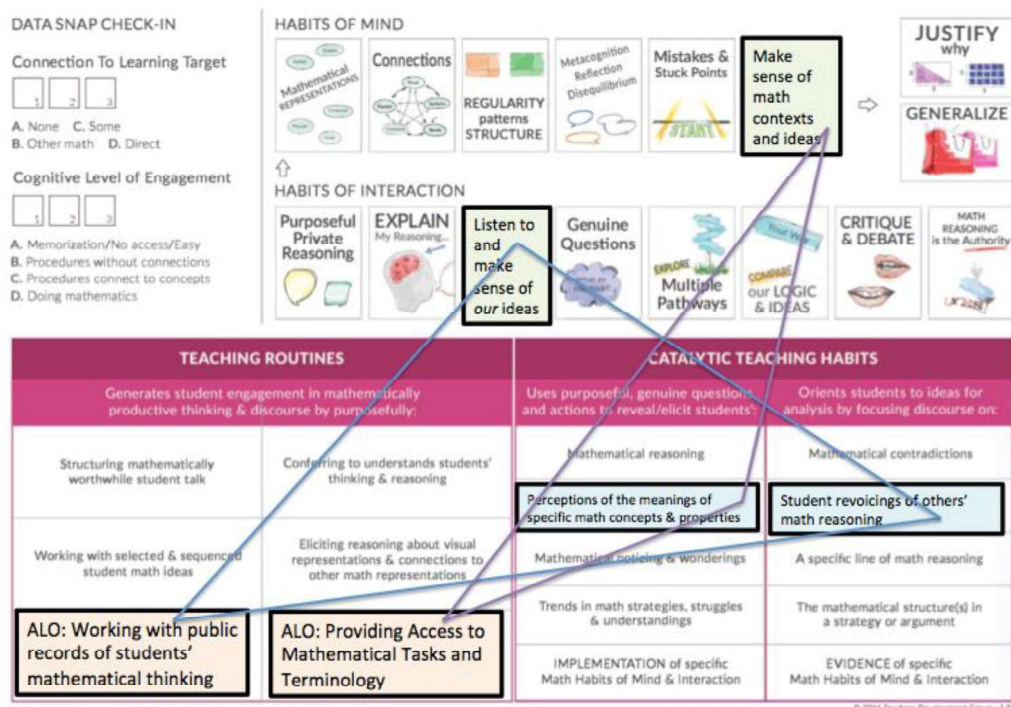 DATA SNAP CHECK-IN
Connection To Learning Target
1 2 3
A. None C. Some
B. Other math D. Direct
Cognitive Level of Engagement
1 2 3
A. Memorization/No access/Easy
B. Procedures without connections
C. Procedures connect to concepts
D. Doing mathematics
HABITS OF MIND
Mathematical
REPRESENTATIONS
Connections
REGULARITY
patterns
STRUCTURE
Metacognition
Reflection
Disequilibrium
Mistakes &
Stuck Points
START
Make
sense of
math
contexts
and ideas
JUSTIFY
why
GENERALIZE
HABITS OF INTERACTION
Purposeful
Private
Reasoning
EXPLAIN
My Reasoning...
Listen to
and
make
sense of
our ideas
Genuine
Questions
EXPLORE
Multiple
Pathways
Your Way
COMPARE
our LOGIC
& IDEAS
CRITIQUE
& DEBATE
MATH
REASONING
is the Authority
TEACHING ROUTINES
Generates student engagement in mathematically
productive thinking & discourse by purposefully:
Structuring mathematically
worthwhile student talk
Conferring to understands students'
thinking & reasoning
Working with selected & sequenced
student math ideas
Eliciting reasoning about visual
representations & connections to
other math representations
ALO: Working with public
records of students'
mathematical thinking
ALO: Providing Access to
Mathematical Tasks and
Terminology
CATALYTIC TEACHING HABITS
Uses purposeful, genuine questions
and actions to reveal/elicit students':
Orients students to ideas for
analysis by focusing discourse on:
Mathematical reasoning
Mathematical contradictions
Perceptions of the meanings of
specific math concepts & properties
Student revoicings of others'
math reasoning
Mathematical noticing & wonderings
A specific line of math reasoning
Trends in math strategies, struggles
& understandings
The mathematical structure(s) in
a strategy or argument
IMPLEMENTATION of specific
Math Habits of Mind & Interaction
EVIDENCE of specific
Math Habits of Mind & Interaction